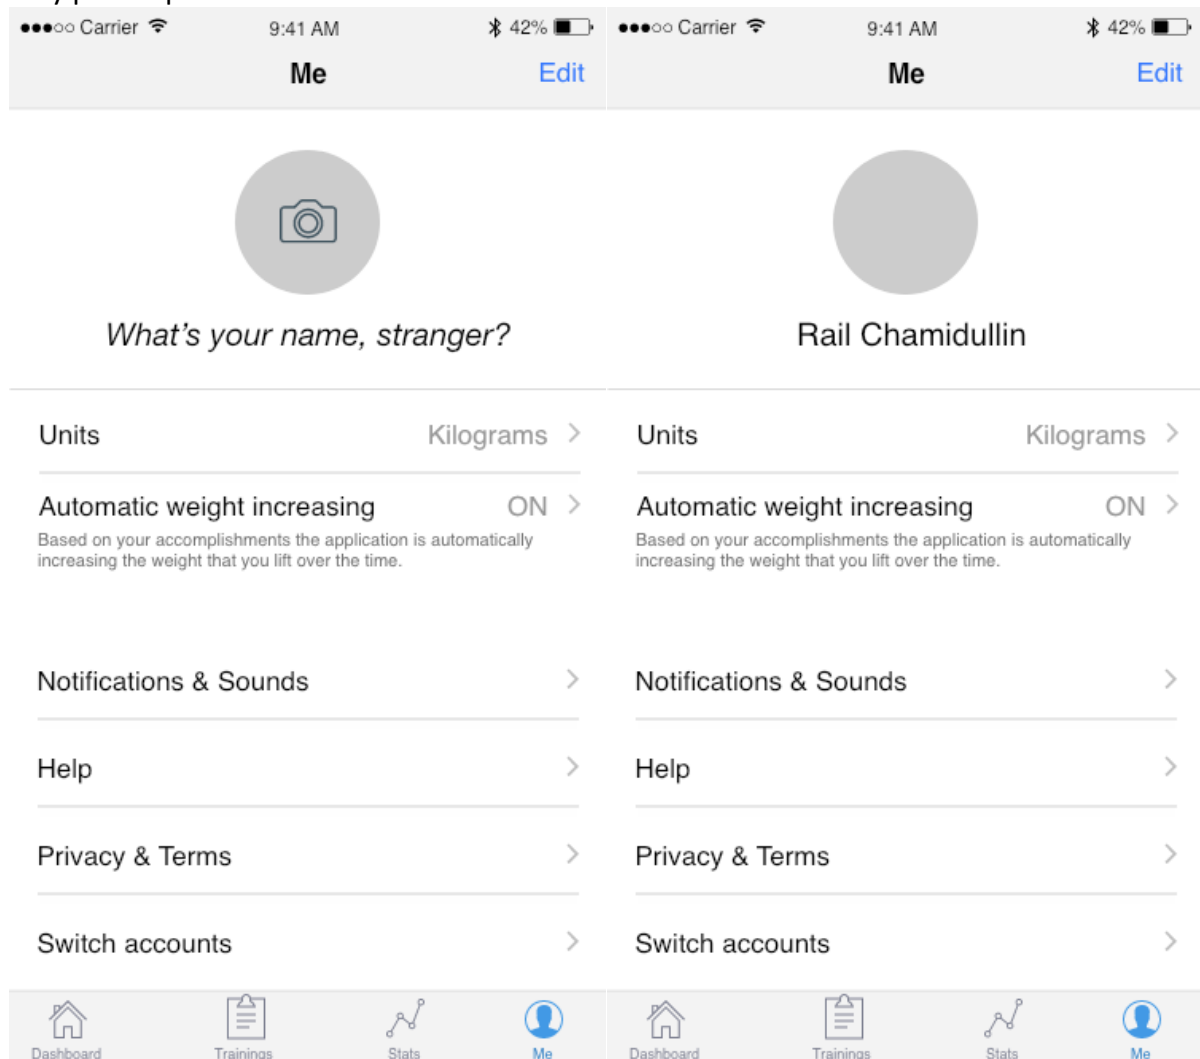 ●●●○○ Carrier 9:41 AM 42%
Me Edit
What's your name, stranger?
Units Kilograms >
Automatic weight increasing ON >
Based on your accomplishments the application is automatically
increasing the weight that you lift over the time.
Notifications & Sounds >
Help >
Privacy & Terms >
Switch accounts >
Dashboard Trainings Stats Me
●●●○○ Carrier 9:41 AM 42%
Me Edit
Rail Chamidullin
Units Kilograms >
Automatic weight increasing ON >
Based on your accomplishments the application is automatically
increasing the weight that you lift over the time.
Notifications & Sounds >
Help >
Privacy & Terms >
Switch accounts >
Dashboard Trainings Stats Me